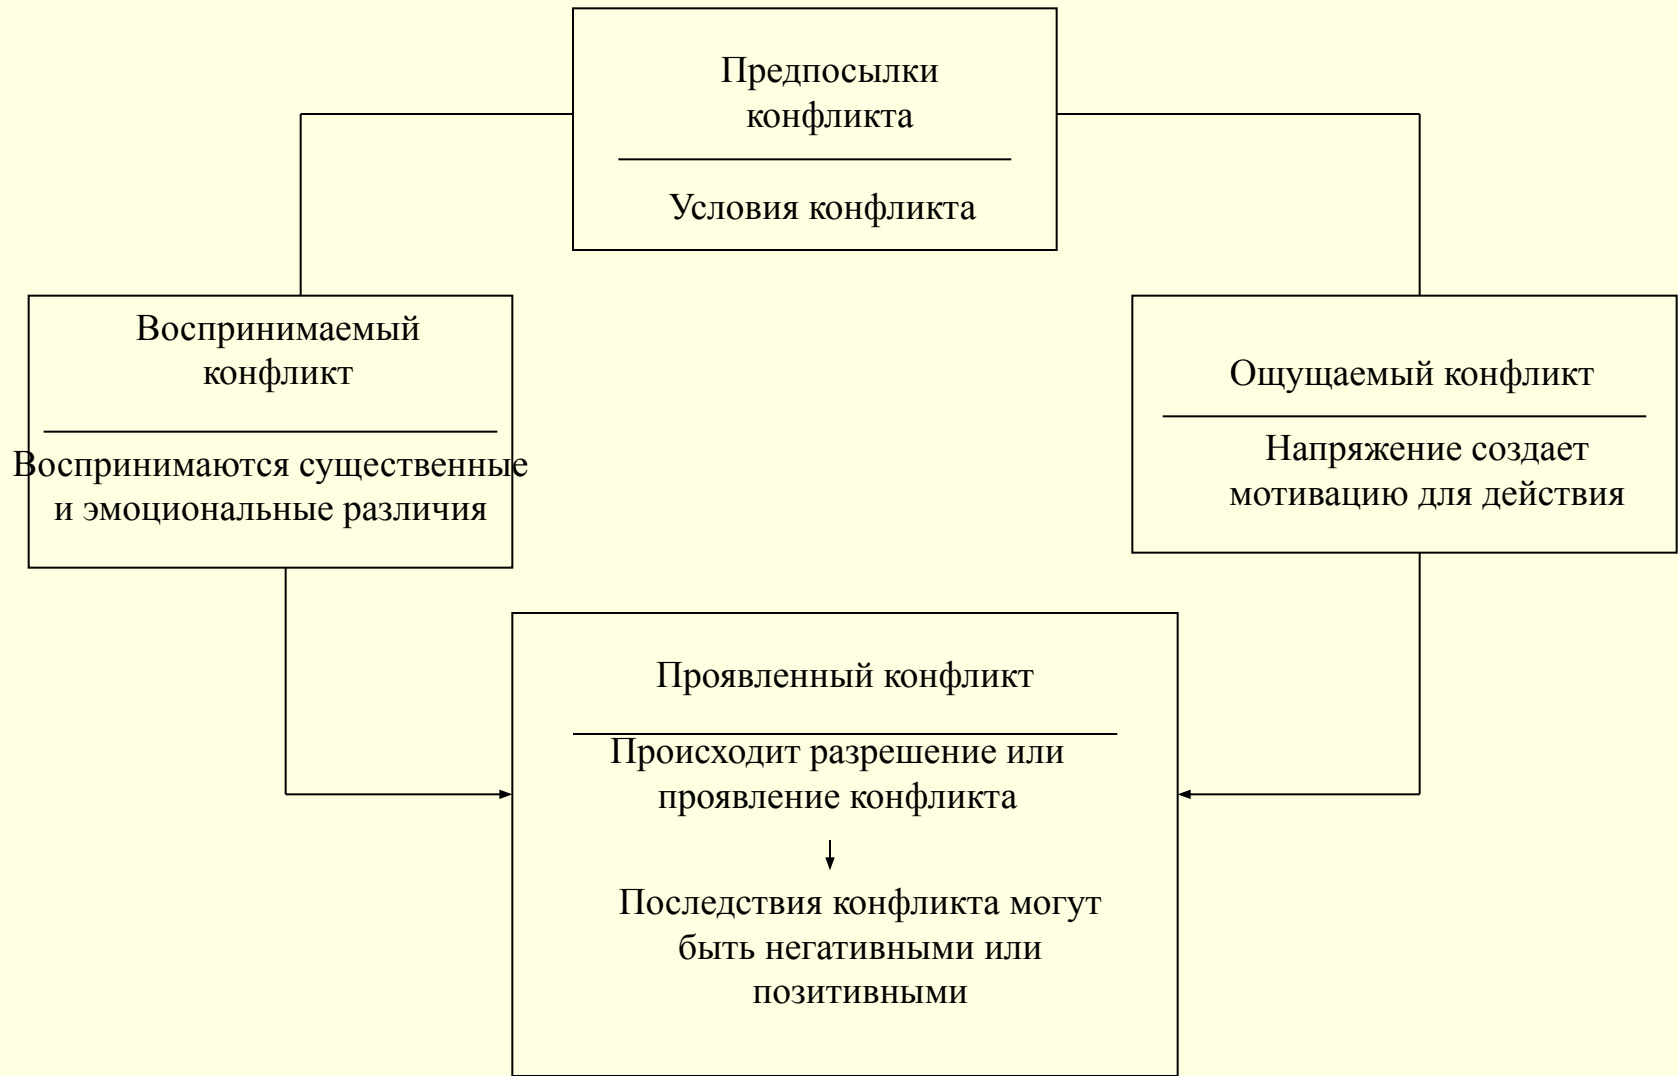 Предпосылки
конфликта
Условия конфликта
Воспринимаемый
конфликт
Воспринимаются существенные
и эмоциональные различия
Ощущаемый конфликт
Напряжение создает
мотивацию для действия
Проявленный конфликт
Происходит разрешение или
проявление конфликта
Последствия конфликта могут
быть негативными или
позитивными